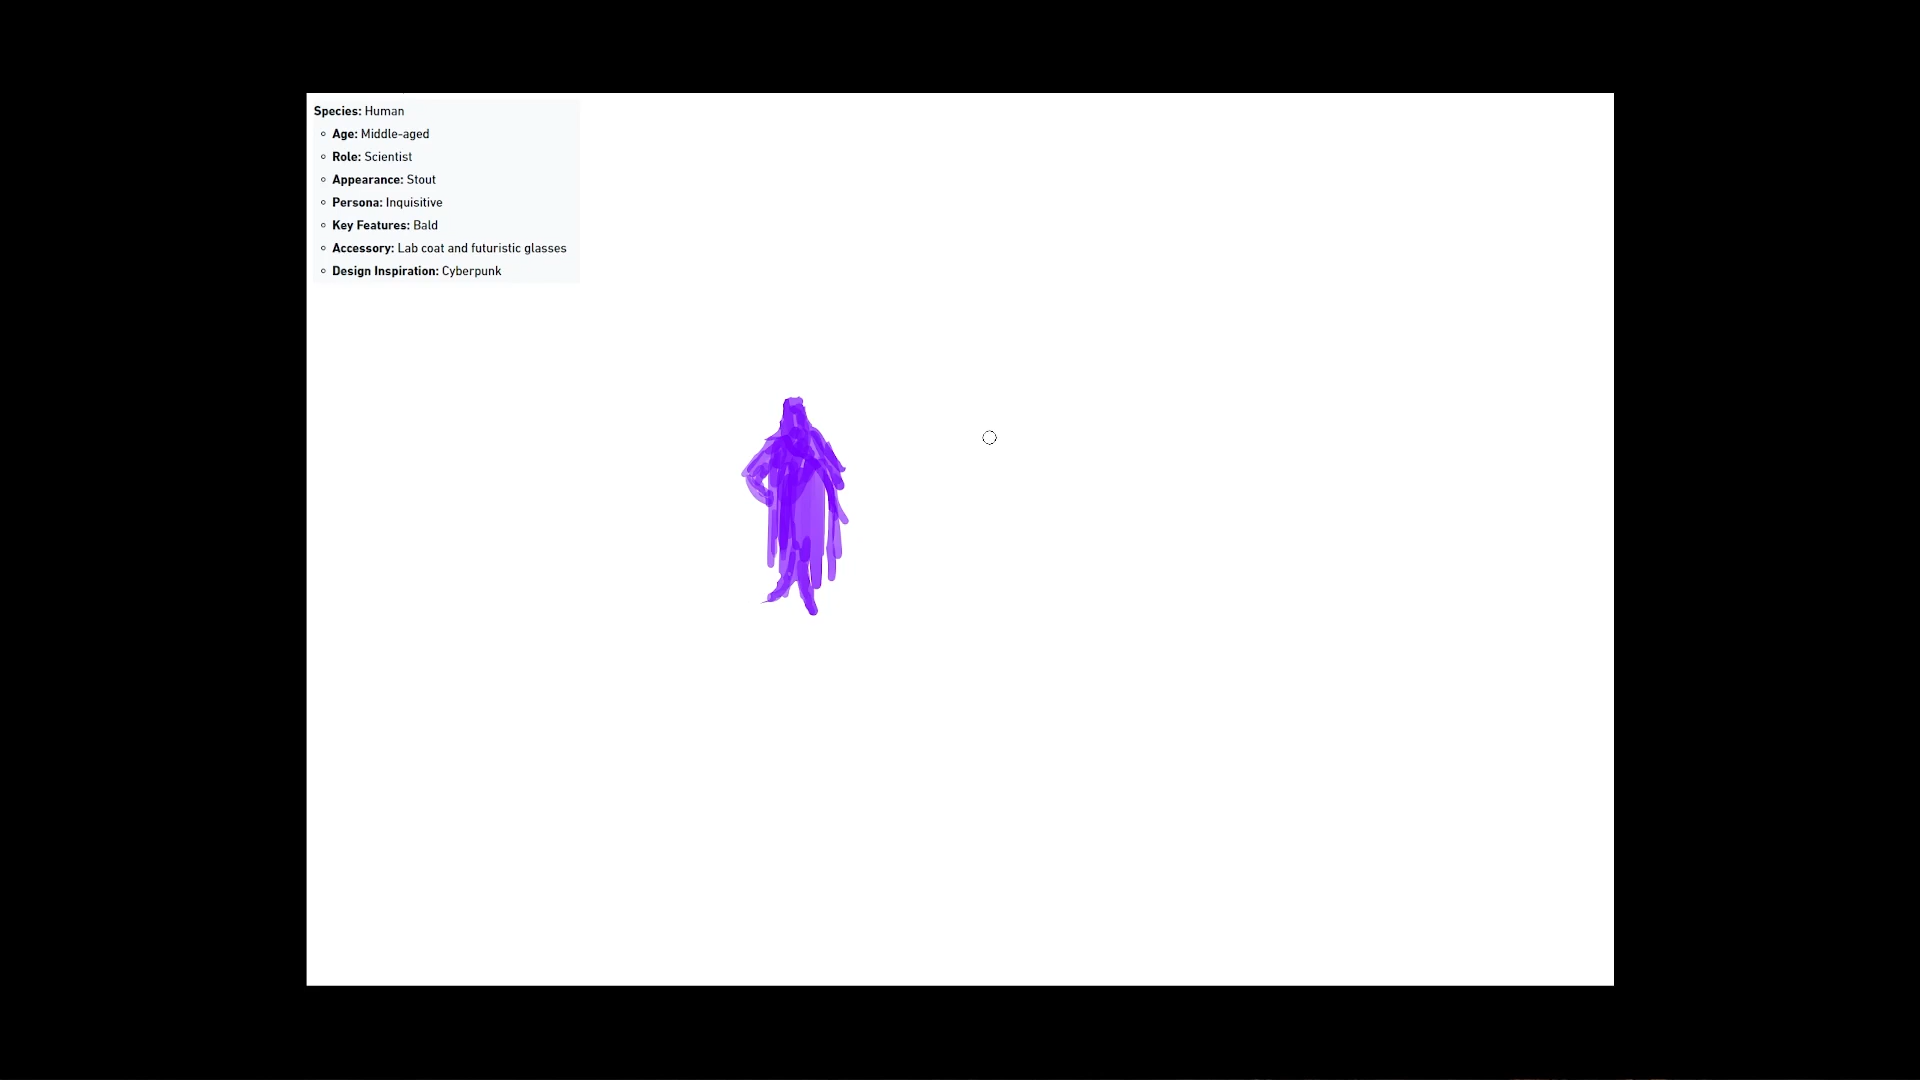 Species: Human
Age: Middle-aged
Role: Scientist
Appearance: Stout
Persona: Inquisitive
Key Features: Bald
Accessory: Lab coat and futuristic glasses
Design Inspiration: Cyberpunk